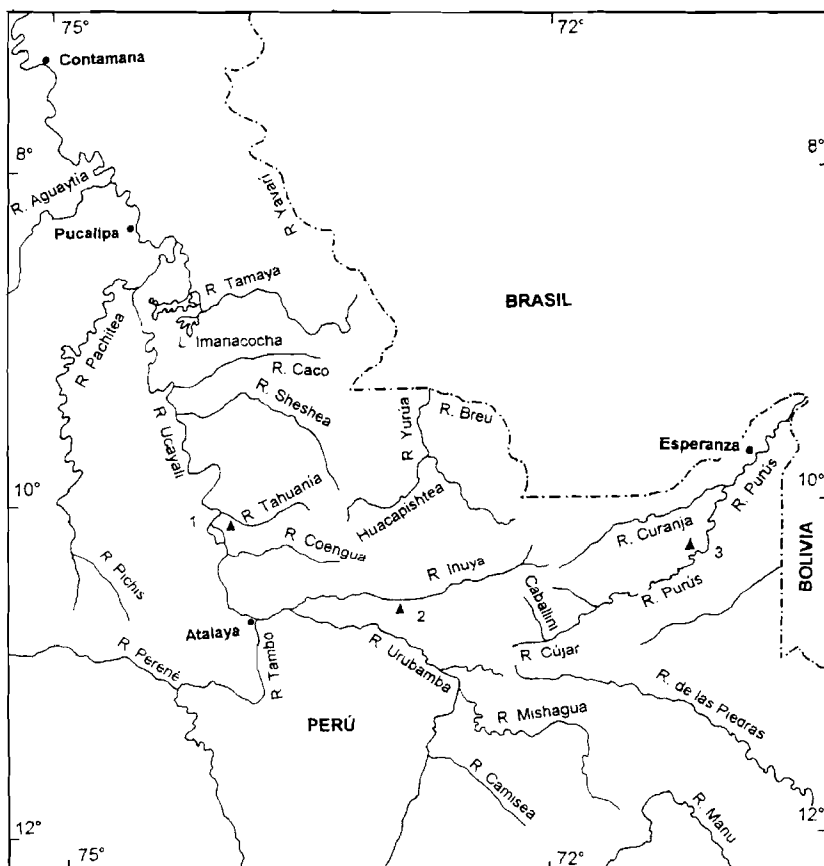 75°
72°
Contamana
8°
8°
R. Aguaytia
R Yavari
Pucallpa
R Tamaya
BRASIL
Imanacocha
R Pachitea
R. Caco
R. Sheshea
R. Yurúa
R. Breu
R Ucayali
Esperanza
R. Purús
10°
10°
1
R. Tahuanía
Huacapishtea
R. Coengua
R. Curanja
3
R. Inuya
R. Purús
BOLIVIA
R Pichis
Caballini
2
Atalaya
R. Cújar
R. Perené
R Tambo
R. Urubamba
R. de las Piedras
PERÚ
R Mishagua
R. Camisea
R. Manu
12°
12°
75°
72°